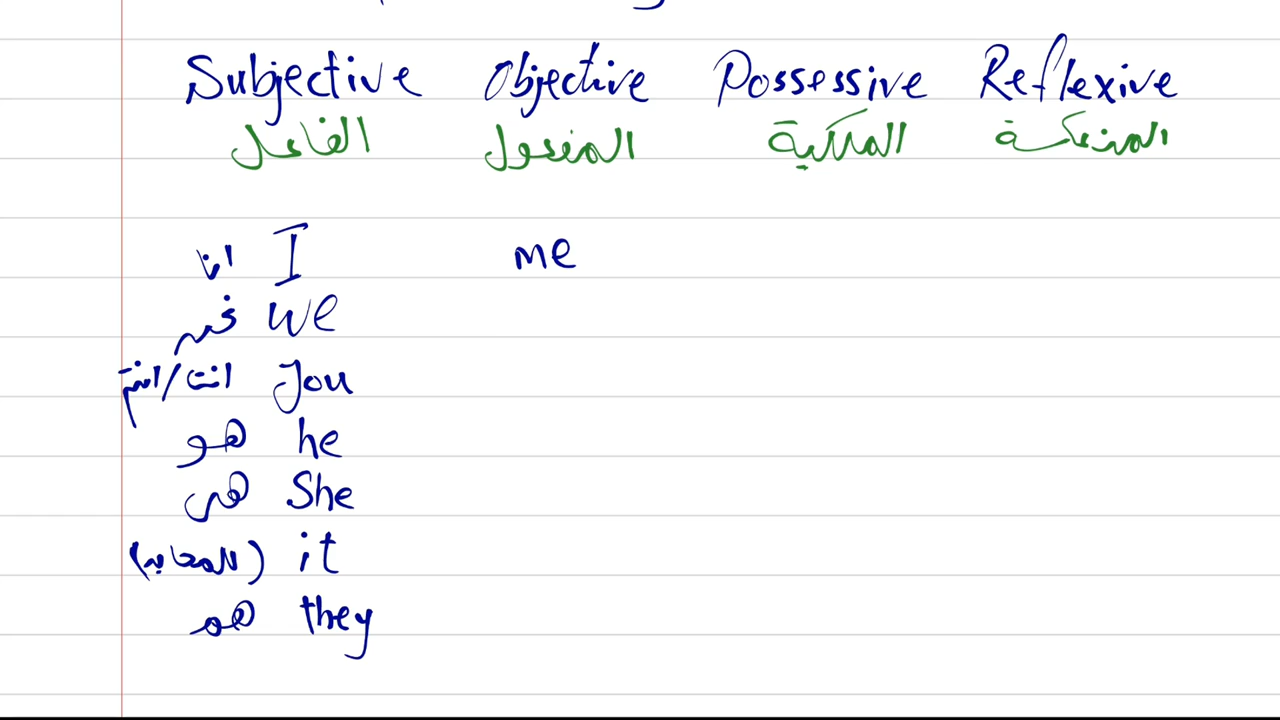 Subjective Objective Possessive Reflexive
الفاعل المفعول الملكية المنعكسة
انا I me
نحن we
انت/انتم you
هو he
هي She
(للمحايد) it
هم they